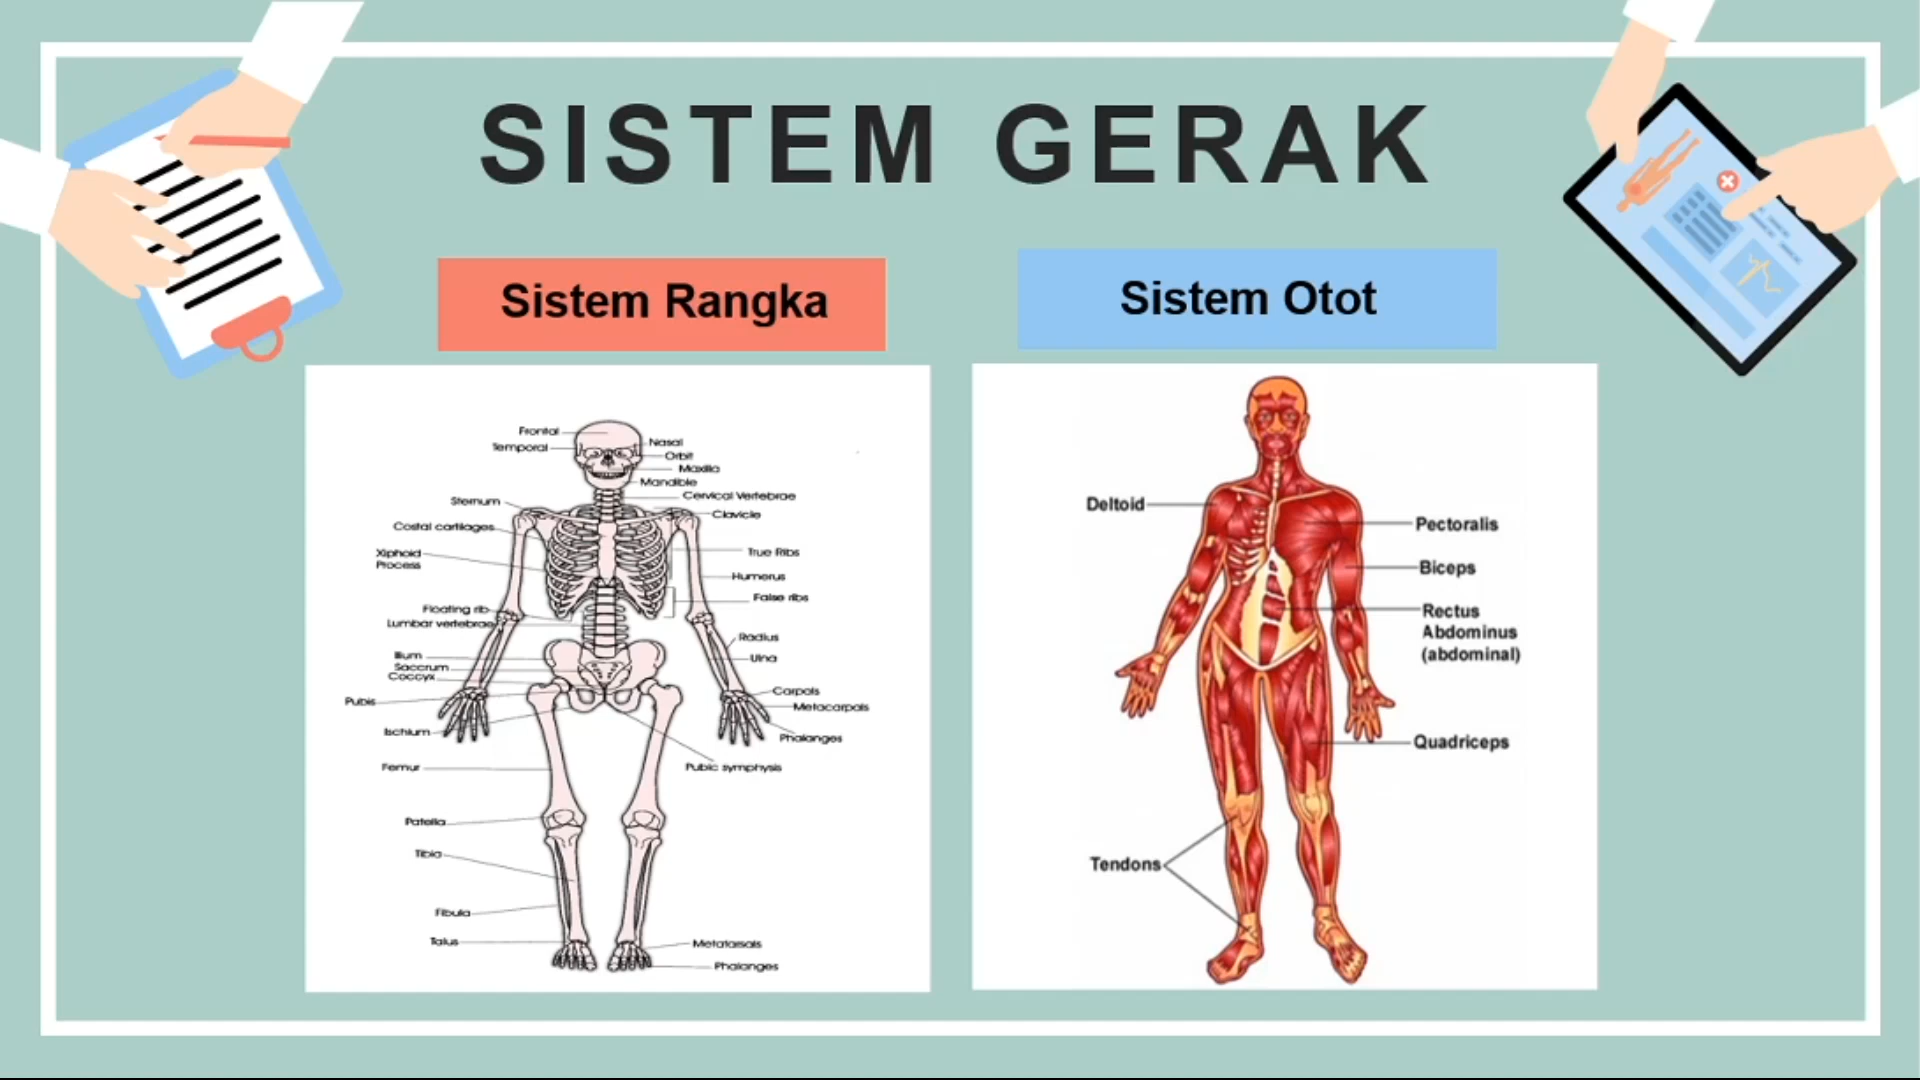 SISTEM GERAK
Sistem Rangka
Sistem Otot
Frontal
Temporal
Nasal
Orbit
Maxilla
Mandible
Cervical Vertebrae
Sternum
Clavicle
Costal cartilages
Xiphoid
Process
True Ribs
Humerus
False ribs
Floating rib
Lumbar vertebrae
Radius
Ulna
Ilium
Saccrum
Coccyx
Pubis
Carpals
Metacarpals
Ischium
Phalanges
Femur
Pubic symphysis
Patella
Tibia
Fibula
Talus
Metatarsals
Phalanges
Deltoid
Pectoralis
Biceps
Rectus
Abdominus
(abdominal)
Quadriceps
Tendons